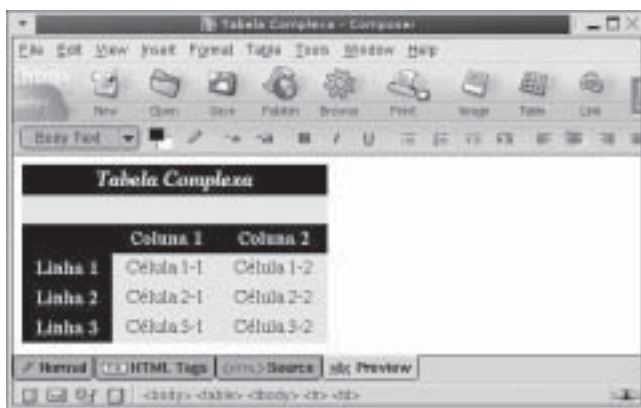 Tabela Complexa - Composer
File Edit View Insert Format Table Tools Window Help
New Open Save Publish Browse Print Image Table Link
Body Text
Tabela Complexa
Coluna 1 Coluna 2
Linha 1 Célula 1-1 Célula 1-2
Linha 2 Célula 2-1 Célula 2-2
Linha 3 Célula 3-1 Célula 3-2
Normal HTML Tags Source Preview
<body> <table> <tbody> <tr> <td>